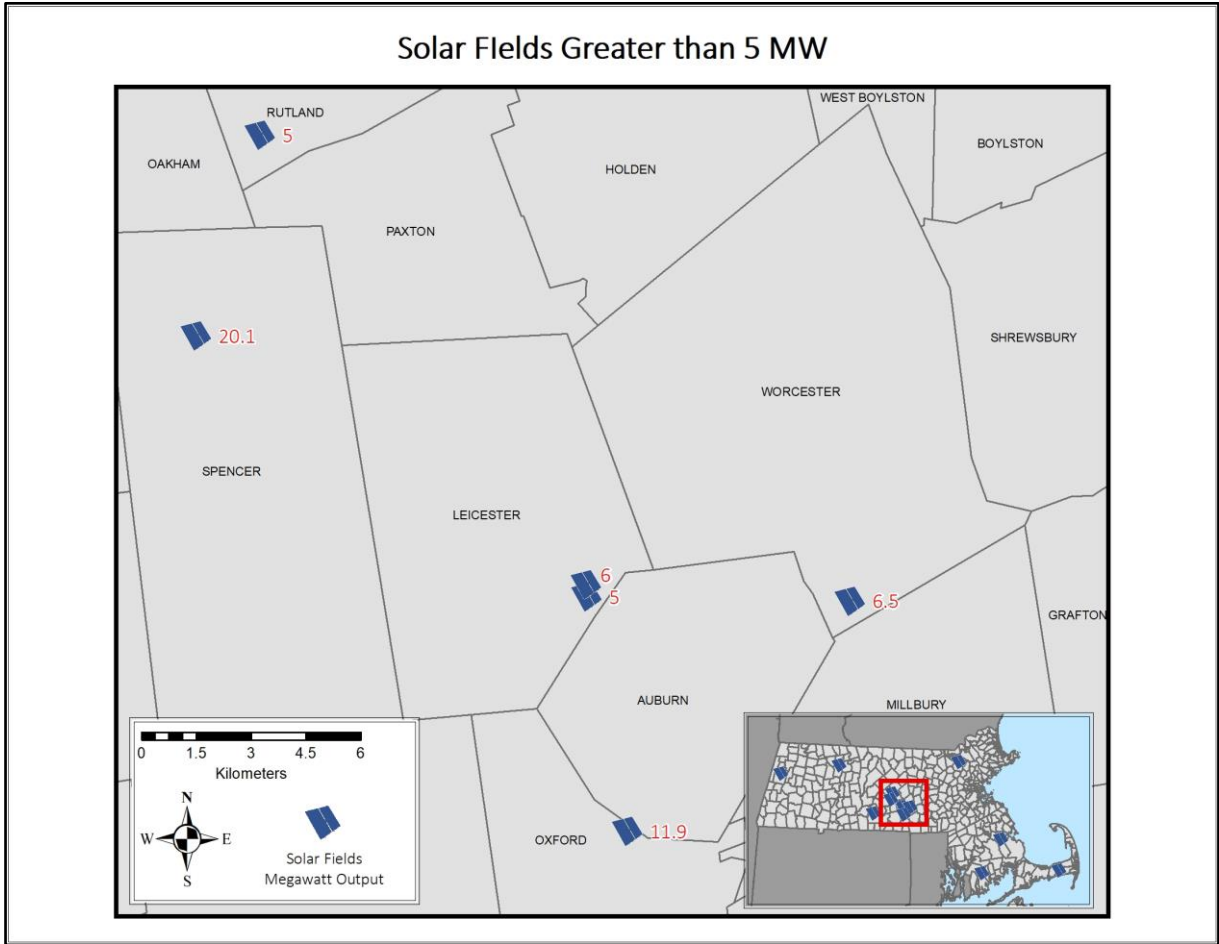 Solar FIelds Greater than 5 MW
WEST BOYLSTON
RUTLAND
5
BOYLSTON
OAKHAM
HOLDEN
PAXTON
20.1
SHREWSBURY
WORCESTER
SPENCER
LEICESTER
6
5
6.5
GRAFTON
AUBURN
MILLBURY
0 1.5 3 4.5 6
Kilometers
N
W E
S
Solar Fields
Megawatt Output
OXFORD
11.9